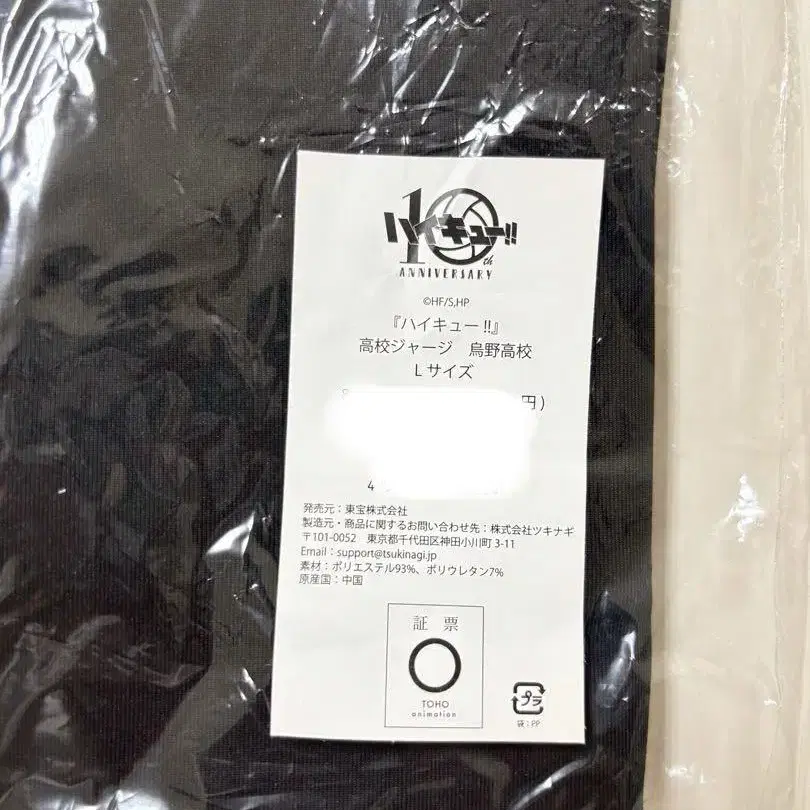 10th
ハイキュー!!
ANNIVERSARY
©HF/S,HP
『ハイキュー!!』
高校ジャージ　烏野高校
Lサイズ
円)
4
発売元：東宝株式会社
製造元・商品に関するお問い合わせ先：株式会社ツキナギ
〒101-0052　東京都千代田区神田小川町 3-11
Email：support@tsukinagi.jp
素材：ポリエステル93%、ポリウレタン7%
原産国：中国
証 票
TOHO
animation
プラ
袋：PP